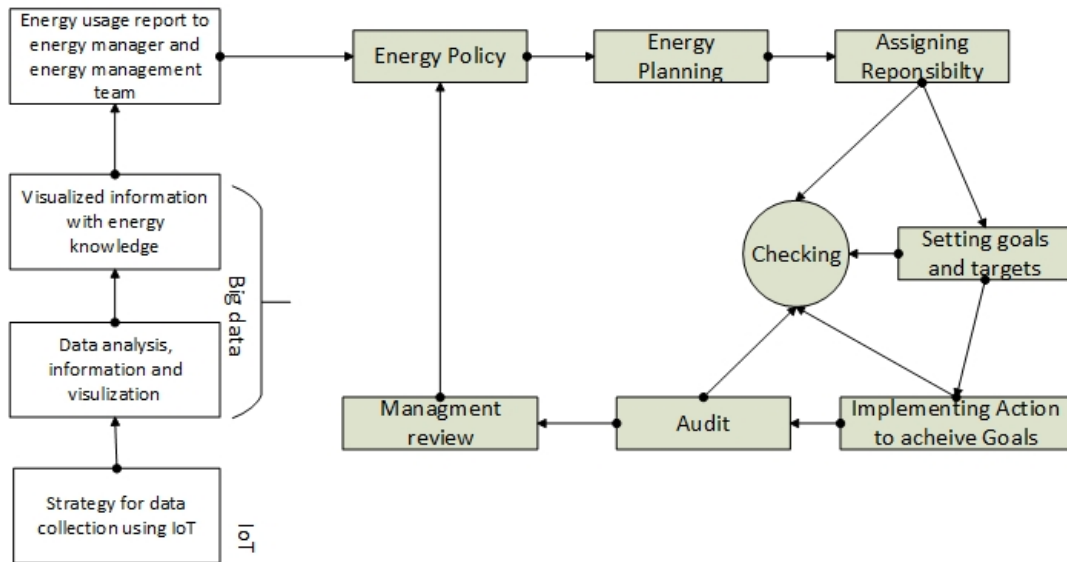 Energy usage report to
energy manager and
energy management
team
Energy Policy
Energy
Planning
Assigning
Reponsibilty
Visualized information
with energy
knowledge
Big data
Checking
Setting goals
and targets
Data analysis,
information and
visulization
Managment
review
Audit
Implementing Action
to acheive Goals
Strategy for data
collection using IoT
IoT